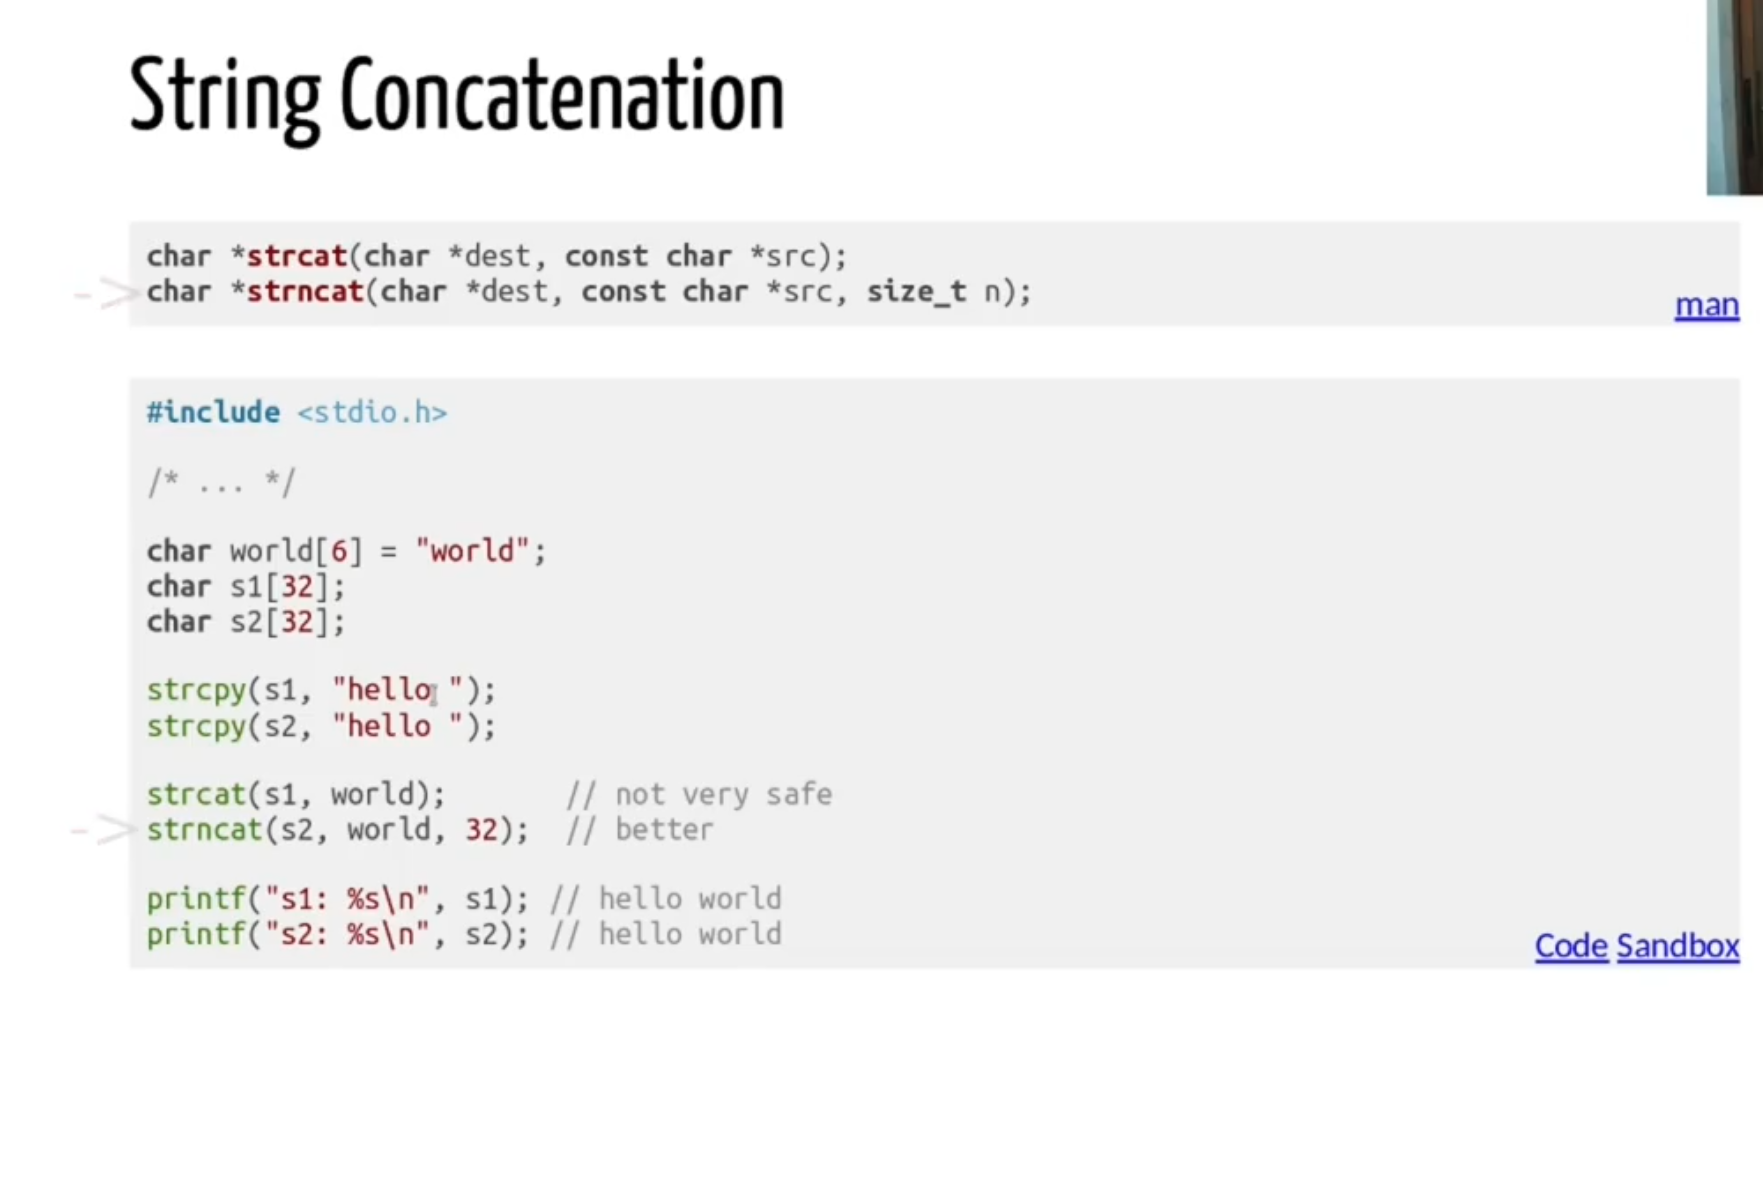 String Concatenation
char *strcat(char *dest, const char *src);
-> char *strncat(char *dest, const char *src, size_t n);
man
#include <stdio.h>
/* ... */
char world[6] = "world";
char s1[32];
char s2[32];
strcpy(s1, "hello ");
strcpy(s2, "hello ");
strcat(s1, world); // not very safe
-> strncat(s2, world, 32); // better
printf("s1: %s\n", s1); // hello world
printf("s2: %s\n", s2); // hello world
Code Sandbox